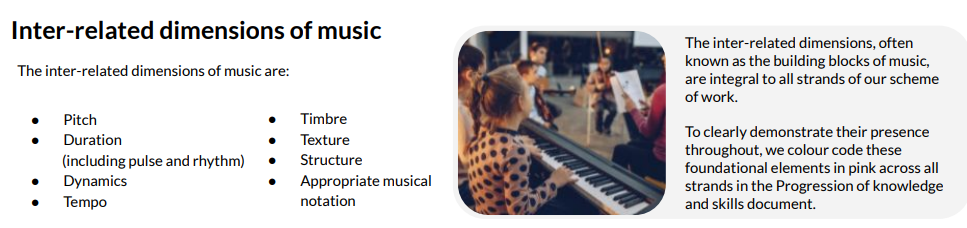 Inter-related dimensions of music
The inter-related dimensions of music are:
● Pitch
● Duration
(including pulse and rhythm)
● Dynamics
● Tempo
● Timbre
● Texture
● Structure
● Appropriate musical
notation
The inter-related dimensions, often
known as the building blocks of music,
are integral to all strands of our scheme
of work.
To clearly demonstrate their presence
throughout, we colour code these
foundational elements in pink across all
strands in the Progression of knowledge
and skills document.